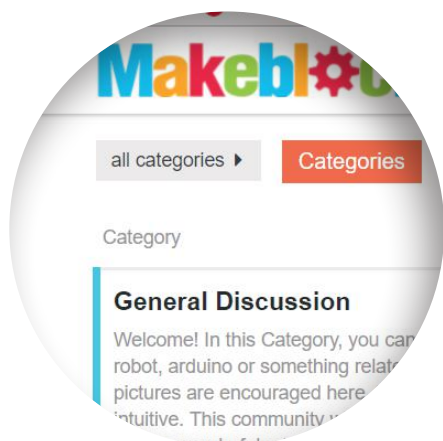 Makeblock
all categories
Categories
Category
General Discussion
Welcome! In this Category, you can
robot, arduino or something
pictures are encouraged here
intuitive. This community